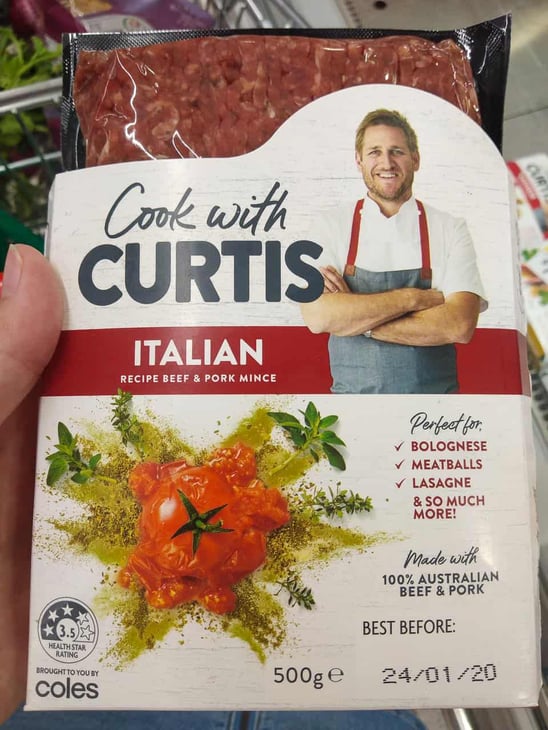 Cook with
CURTIS
ITALIAN
RECIPE BEEF & PORK MINCE
Perfect for,
✓ BOLOGNESE
✓ MEATBALLS
✓ LASAGNE
& SO MUCH
MORE!
Made with
100% AUSTRALIAN
BEEF & PORK
BEST BEFORE:
24/01/20
500g e
3.5
HEALTH STAR
RATING
BROUGHT TO YOU BY
coles